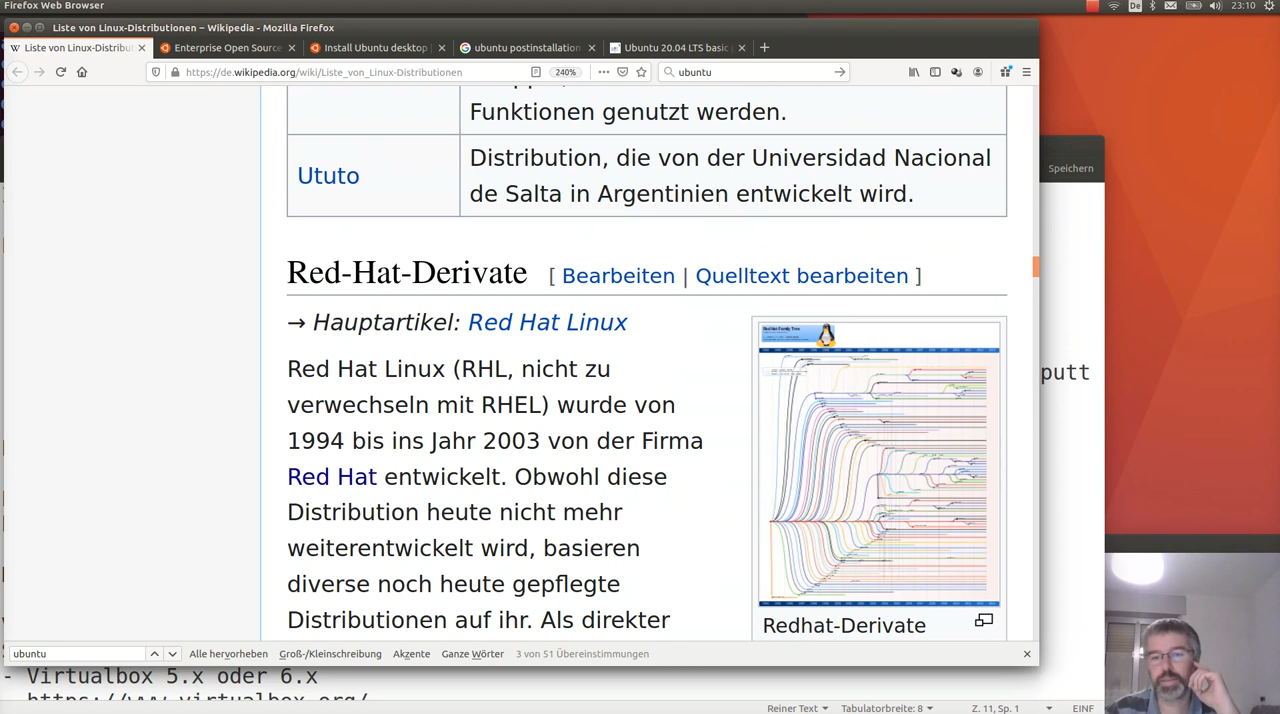 Firefox Web Browser
De
23:10
Liste von Linux-Distributionen – Wikipedia - Mozilla Firefox
Liste von Linux-Distribut
Enterprise Open Source
Install Ubuntu desktop
ubuntu postinstallation
Ubuntu 20.04 LTS basic
https://de.wikipedia.org/wiki/Liste_von_Linux-Distributionen
240%
ubuntu
Funktionen genutzt werden.
Ututo
Distribution, die von der Universidad Nacional
de Salta in Argentinien entwickelt wird.
Speichern
Red-Hat-Derivate [ Bearbeiten | Quelltext bearbeiten ]
→ Hauptartikel: Red Hat Linux
Red Hat Linux (RHL, nicht zu
verwechseln mit RHEL) wurde von
1994 bis ins Jahr 2003 von der Firma
Red Hat entwickelt. Obwohl diese
Distribution heute nicht mehr
weiterentwickelt wird, basieren
diverse noch heute gepflegte
Distributionen auf ihr. Als direkter
Redhat-Derivate
putt
ubuntu
Alle hervorheben
Groß-/Kleinschreibung
Akzente
Ganze Wörter
3 von 51 Übereinstimmungen
- Virtualbox 5.x oder 6.x
https://www.virtualbox.org/
Reiner Text
Tabulatorbreite: 8
Z. 11, Sp. 1
EINF